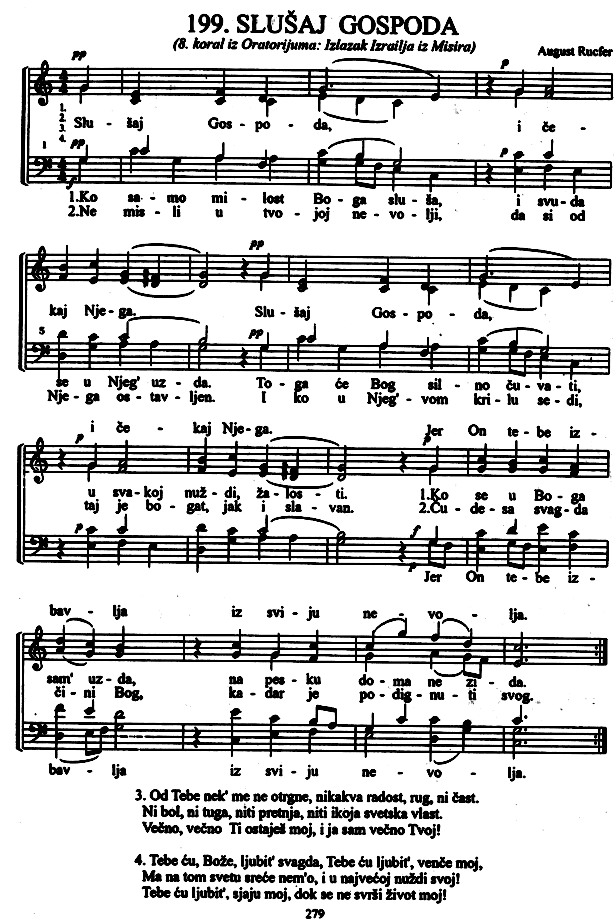 199. SLUŠAJ GOSPODA
(8. koral iz Oratorijuma: Izlazak Izrailja iz Misira)
August Rucfer
pp
p
1.
2. Slu - šaj Gos - po - da, i če -
3.
4.
1
pp
f
p
1.Ko sa - mo mi - lost Bo - ga slu - ša, i svu - da
2.Ne mis - li u tvo - joj ne - vo - lji, da si od
pp
kaj Nje - ga. Slu - šaj Gos - po - da,
5
pp
se u Njeg' uz - da. To - ga će Bog sil - no ču - va - ti,
Nje - ga os - tav - ljen. I ko u Njeg' - vom kri - lu se - di,
i če - kaj Nje - ga. Jer On te - be iz -
p
p
u sva - koj nuž - di, ža - los - ti. 1.Ko se u Bo - ga
taj je bo - gat, jak i sla - van. 2.Ču - de - sa svag - da
p
f
p
Jer On te - be iz -
bav - lja iz svi - ju ne - vo - lja.
sam' uz - da, na pes - ku do - ma ne zi - da.
či - ni Bog, ka - dar je po - dig - nu - ti svog.
bav - lja iz svi - ju ne - vo - lja.
3. Od Tebe nek' me ne otrgne, nikakva radost, rug, ni čast.
Ni bol, ni tuga, niti pretnja, niti ikoja svetska vlast.
Večno, večno Ti ostaješ moj, i ja sam večno Tvoj!
4. Tebe ću, Bože, ljubit' svagda, Tebe ću ljubit', venče moj,
Ma na tom svetu sreće nem'o, i u najvećoj nuždi svoj!
Tebe ću ljubit', sjaju moj, dok se ne svrši život moj!
279